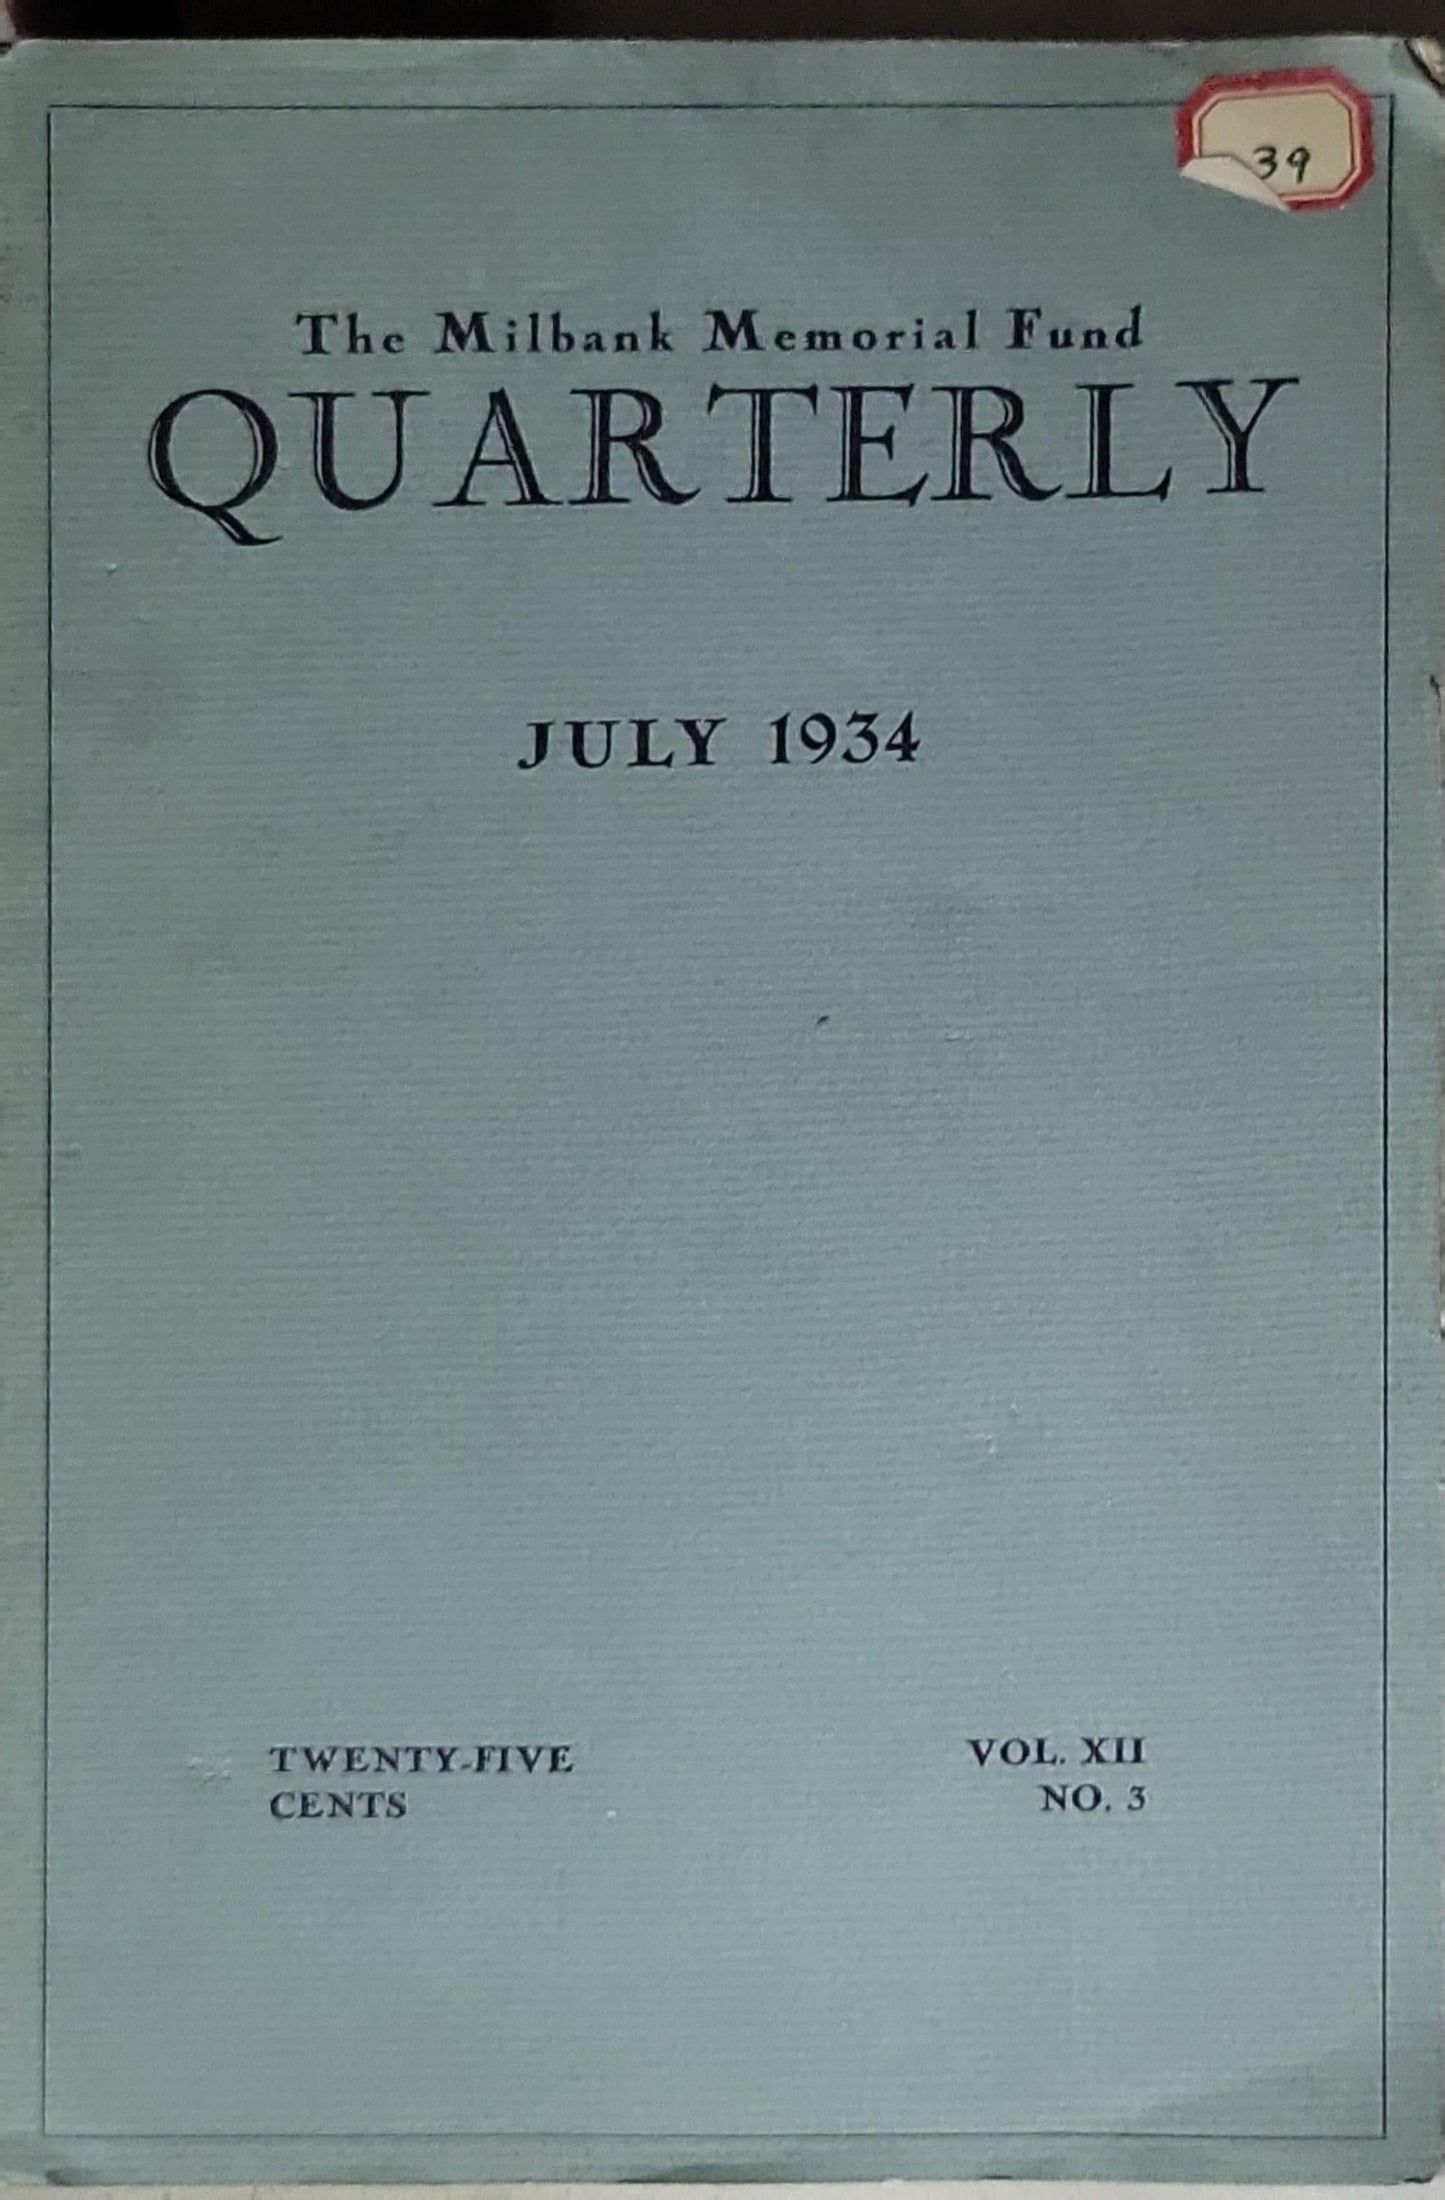 39
The Milbank Memorial Fund
QUARTERLY
JULY 1934
TWENTY-FIVE
CENTS
VOL. XII
NO. 3